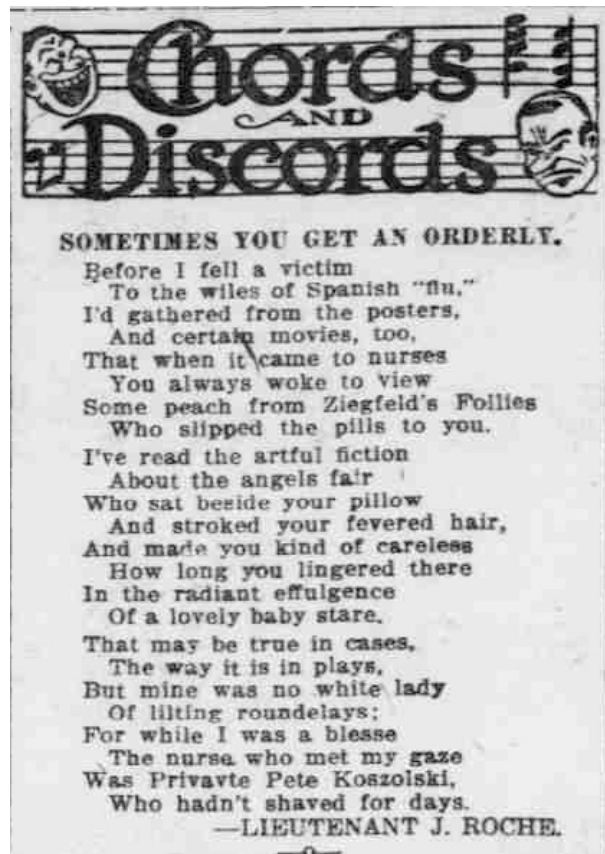 Chords
AND
Discords
SOMETIMES YOU GET AN ORDERLY.
Before I fell a victim
To the wiles of Spanish "flu,"
I'd gathered from the posters,
And certain movies, too,
That when it came to nurses
You always woke to view
Some peach from Ziegfeld's Follies
Who slipped the pills to you.
I've read the artful fiction
About the angels fair
Who sat beside your pillow
And stroked your fevered hair,
And made you kind of careless
How long you lingered there
In the radiant effulgence
Of a lovely baby stare.
That may be true in cases,
The way it is in plays,
But mine was no white lady
Of lilting roundelays;
For while I was a blesse
The nurse who met my gaze
Was Privavte Pete Koszolski,
Who hadn't shaved for days.
—LIEUTENANT J. ROCHE.
—o—